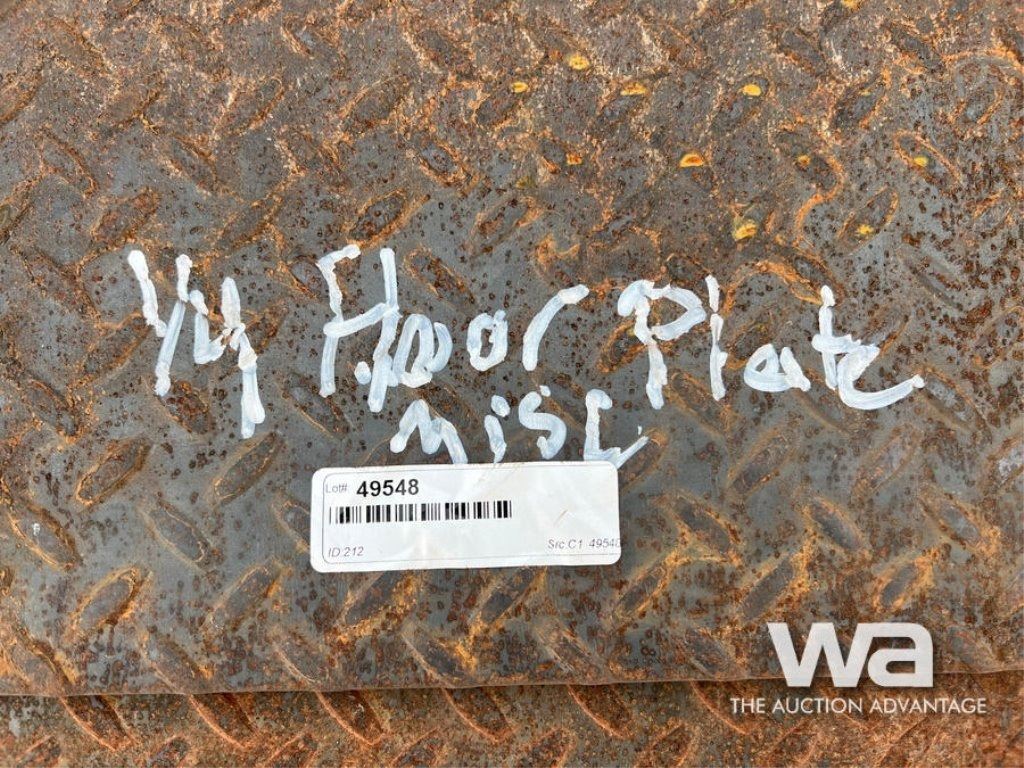 1/4 Floor Plate
misc
Lot# 49548
ID:212 Src:C1 49548
wa
THE AUCTION ADVANTAGE